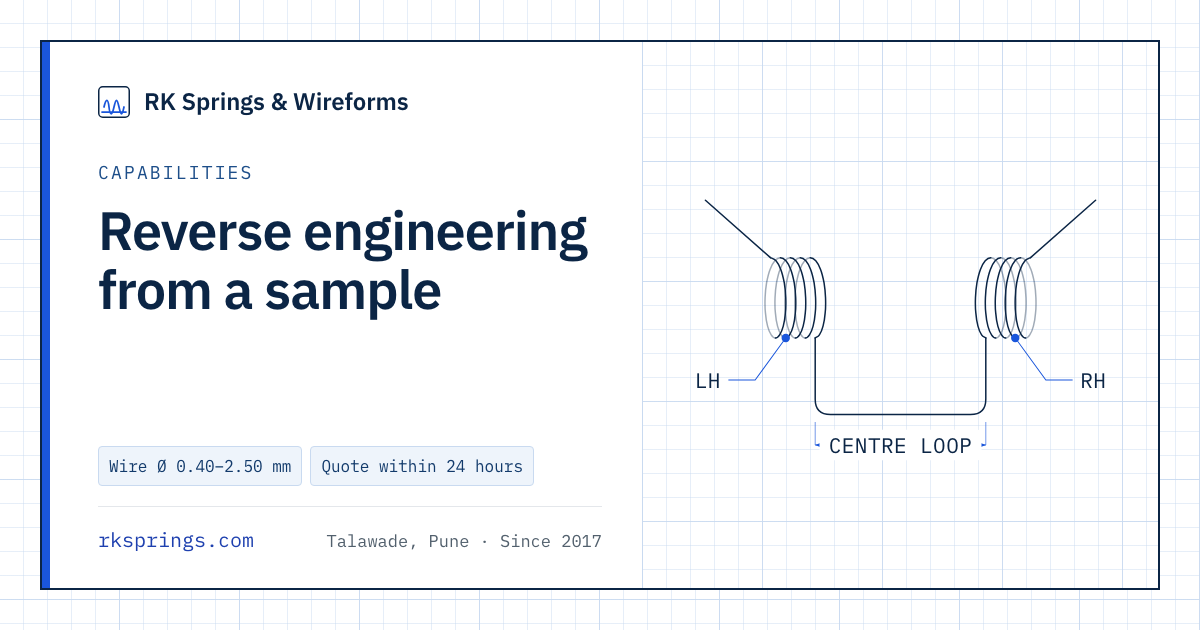 RK Springs & Wireforms
CAPABILITIES
Reverse engineering
from a sample
Wire Ø 0.40–2.50 mm
Quote within 24 hours
rksprings.com
Talawade, Pune · Since 2017
LH
RH
CENTRE LOOP